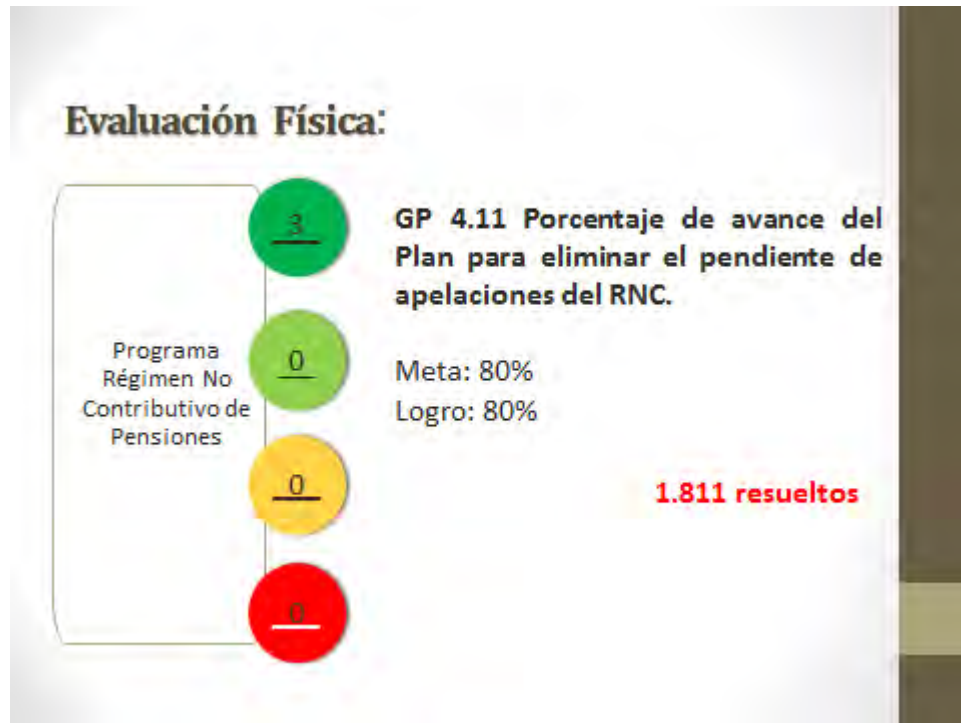 Evaluación Física:
3
0
0
0
Programa
Régimen No
Contributivo de
Pensiones
GP 4.11 Porcentaje de avance del
Plan para eliminar el pendiente de
apelaciones del RNC.
Meta: 80%
Logro: 80%
1.811 resueltos